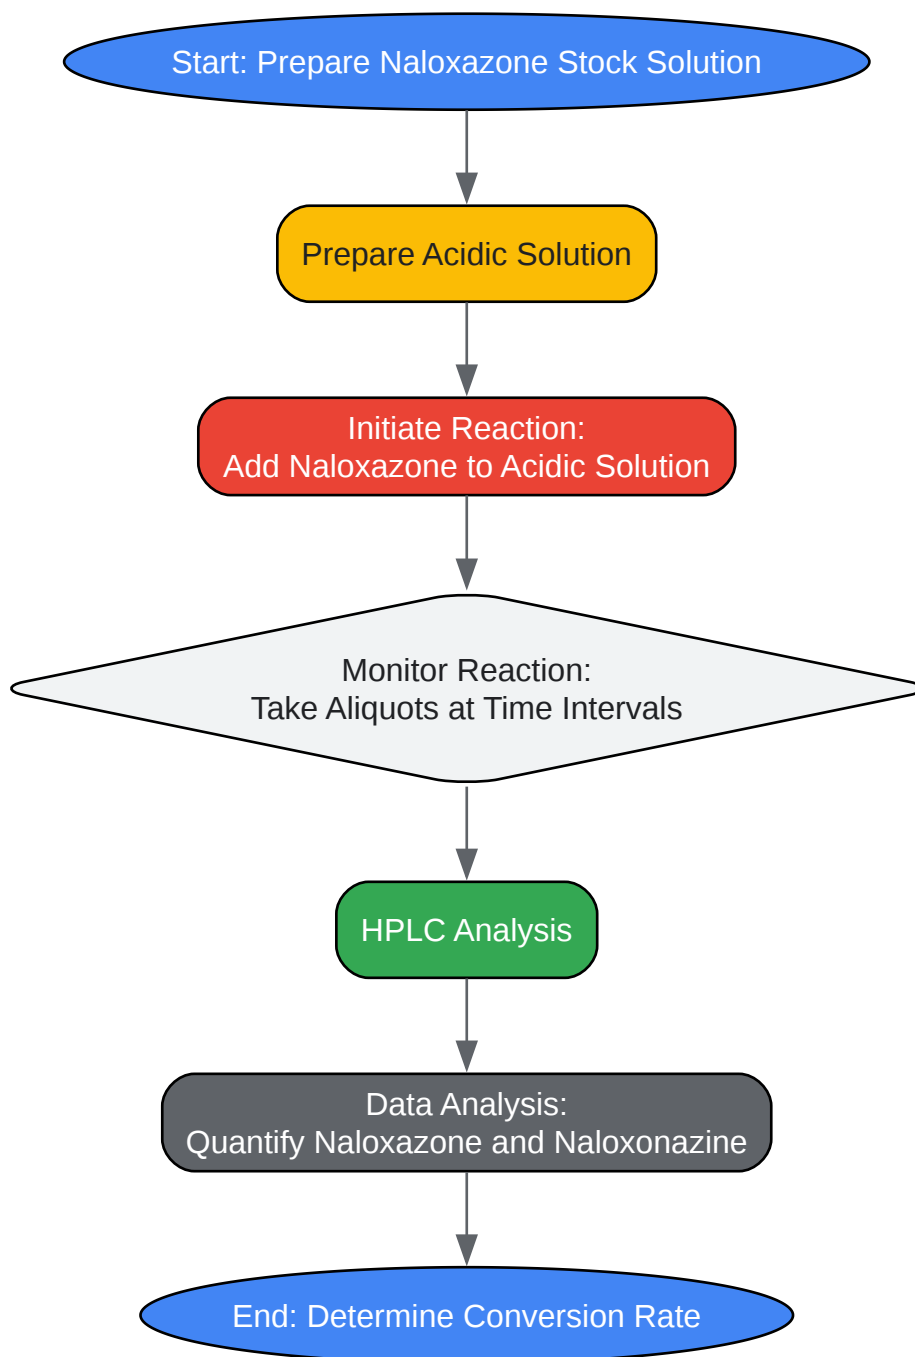 Start: Prepare Naloxazone Stock Solution
Prepare Acidic Solution
Initiate Reaction:
Add Naloxazone to Acidic Solution
Monitor Reaction:
Take Aliquots at Time Intervals
HPLC Analysis
Data Analysis:
Quantify Naloxazone and Naloxonazine
End: Determine Conversion Rate